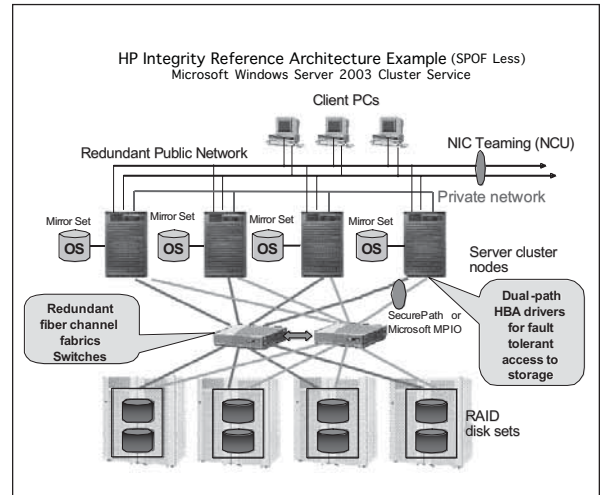 HP Integrity Reference Architecture Example (SPOF Less)
Microsoft Windows Server 2003 Cluster Service
Client PCs
NIC Teaming (NCU)
Redundant Public Network
Private network
Mirror Set
Mirror Set
Mirror Set
Mirror Set
OS
OS
OS
OS
Server cluster
nodes
Redundant
fiber channel
fabrics
Switches
SecurePath or
Microsoft MPIO
Dual-path
HBA drivers
for fault
tolerant
access to
storage
RAID
disk sets